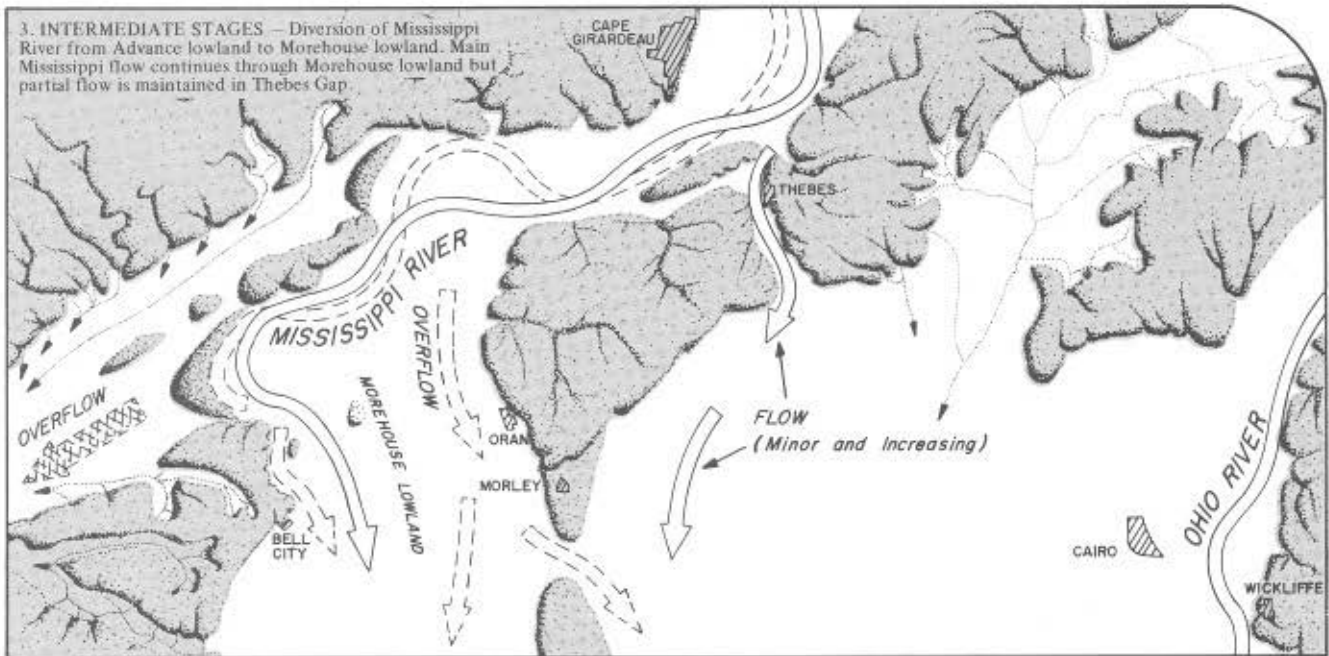 3. INTERMEDIATE STAGES — Diversion of Mississippi
River from Advance lowland to Morehouse lowland. Main
Mississippi flow continues through Morehouse lowland but
partial flow is maintained in Thebes Gap.
CAPE
GIRARDEAU
THEBES
MISSISSIPPI RIVER
OVERFLOW
MOREHOUSE LOWLAND
OVERFLOW
ORAN
MORLEY
BELL
CITY
FLOW
(Minor and Increasing)
OHIO RIVER
CAIRO
WICKLIFFE